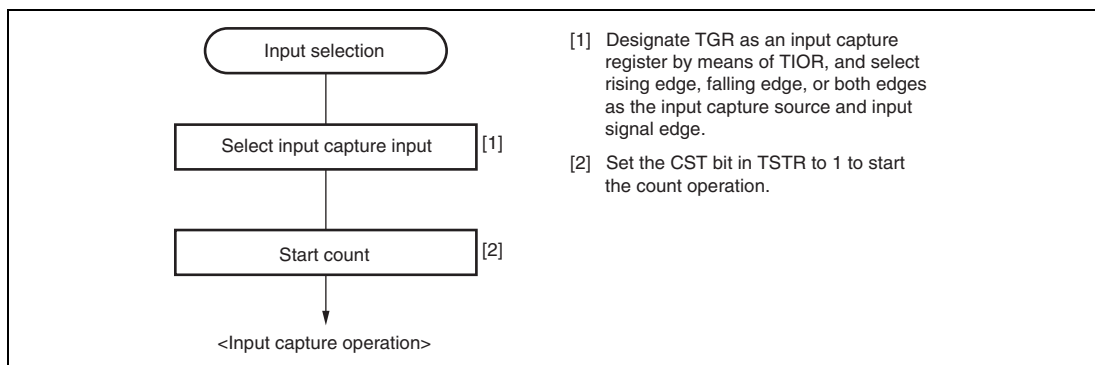 Input selection
Select input capture input
[1]
Start count
[2]
<Input capture operation>
[1] Designate TGR as an input capture
register by means of TIOR, and select
rising edge, falling edge, or both edges
as the input capture source and input
signal edge.
[2] Set the CST bit in TSTR to 1 to start
the count operation.